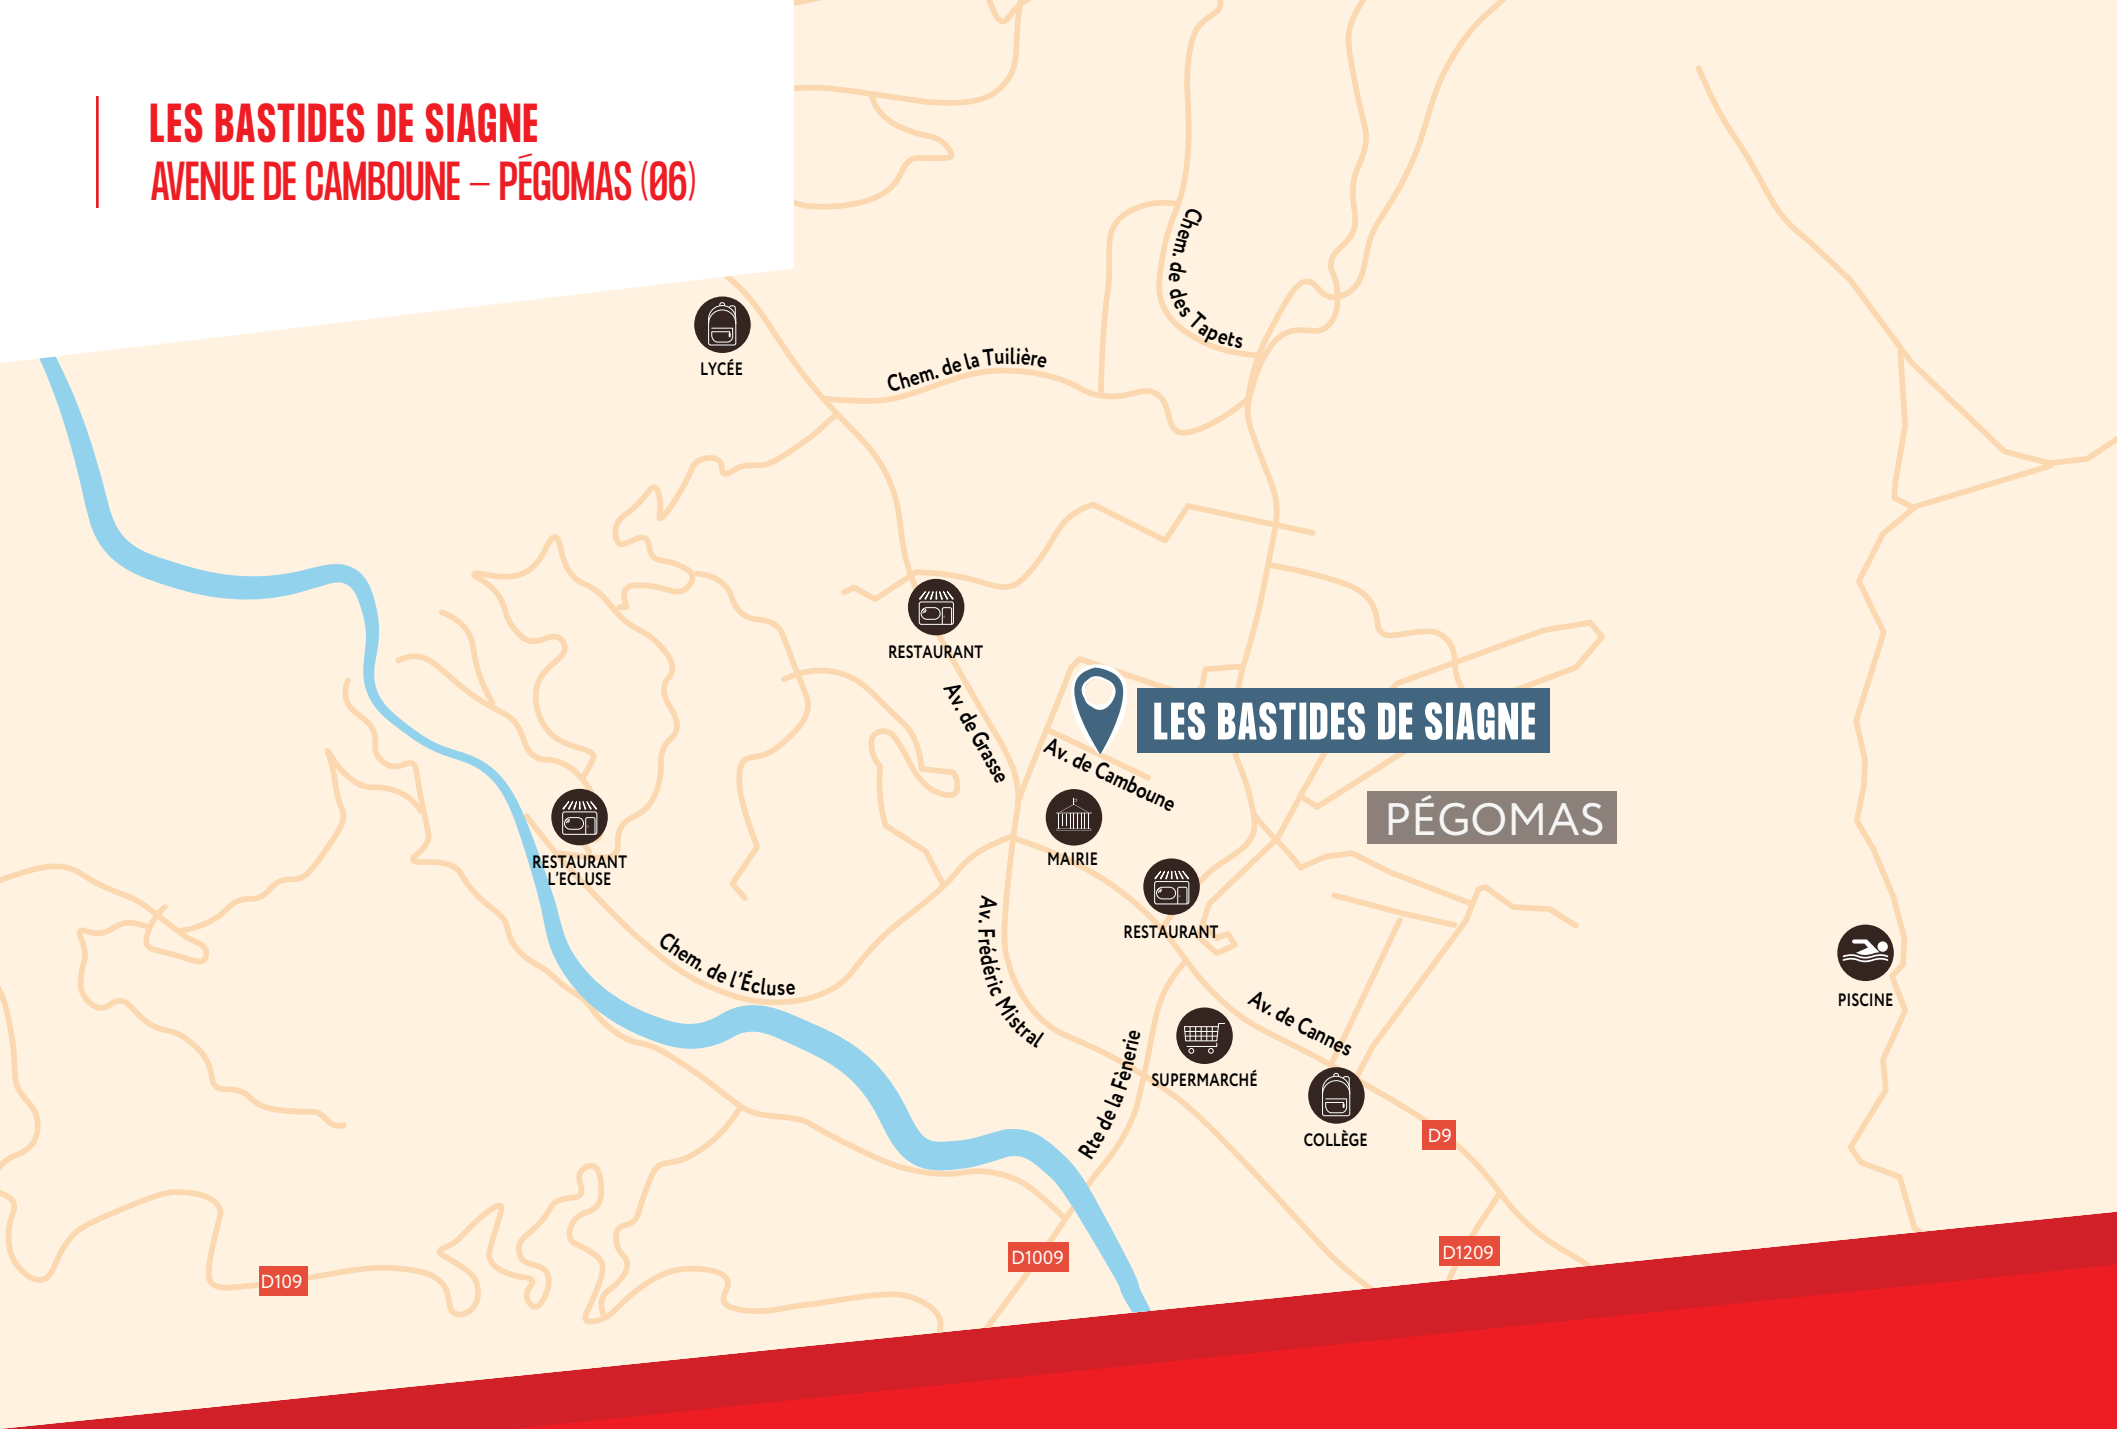 LES BASTIDES DE SIAGNE
AVENUE DE CAMBOUNE – PÉGOMAS (06)
Chem. de des Tapets
LYCÉE
Chem. de la Tuilière
RESTAURANT
Av. de Grasse
LES BASTIDES DE SIAGNE
Av. de Camboune
PÉGOMAS
MAIRIE
RESTAURANT
L'ECLUSE
RESTAURANT
Av. Frédéric Mistral
Chem. de l'Écluse
PISCINE
Av. de Cannes
Rte de la Fènerie
SUPERMARCHÉ
COLLÈGE
D9
D1009
D1209
D109